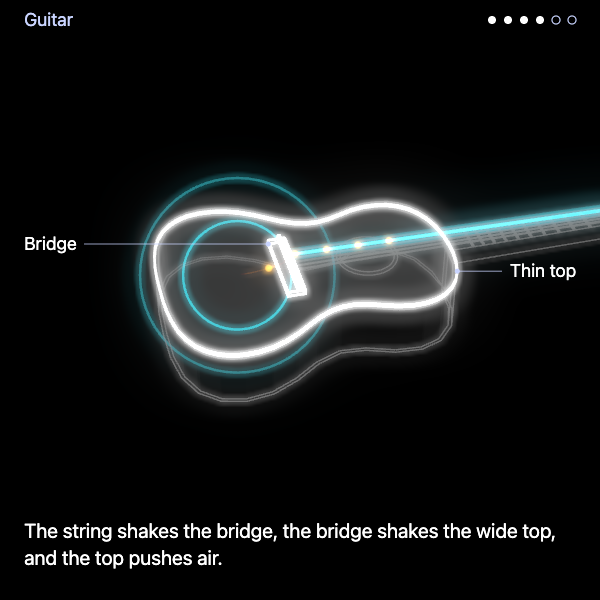 Guitar
Bridge
Thin top
The string shakes the bridge, the bridge shakes the wide top,
and the top pushes air.